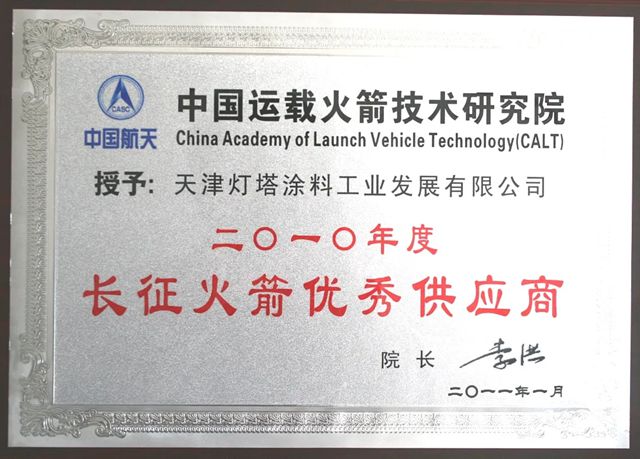 CASC
中国航天
中国运载火箭技术研究院
China Academy of Launch Vehicle Technology(CALT)
授予: 天津灯塔涂料工业发展有限公司
二〇一〇年度
长征火箭优秀供应商
院 长 李洪
二〇一一年一月